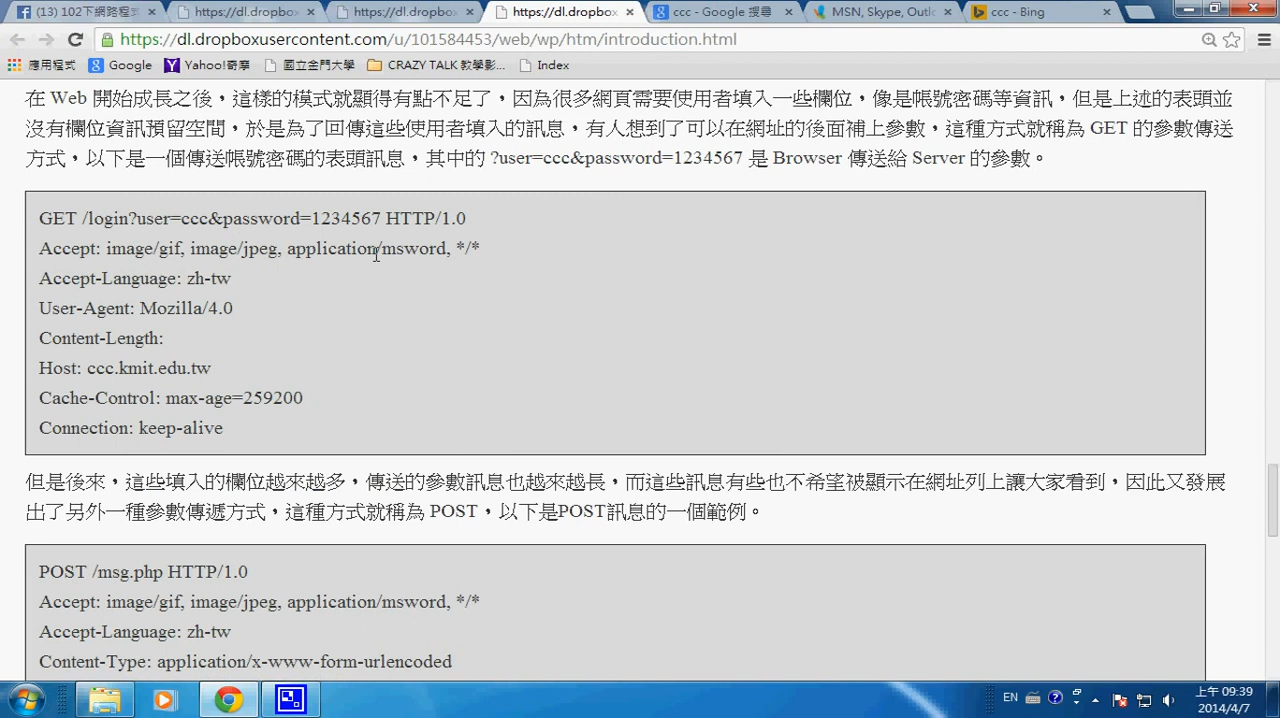 (13) 102下網路程式
https://dl.dropbox
https://dl.dropbox
https://dl.dropbox
ccc - Google 搜尋
MSN, Skype, Outlo
ccc - Bing
https://dl.dropboxusercontent.com/u/101584453/web/wp/htm/introduction.html
應用程式
Google
Yahoo!奇摩
國立金門大學
CRAZY TALK 教學影...
Index
在 Web 開始成長之後，這樣的模式就顯得有點不足了，因為很多網頁需要使用者填入一些欄位，像是帳號密碼等資訊，但是上述的表頭並
沒有欄位資訊預留空間，於是為了回傳這些使用者填入的訊息，有人想到了可以在網址的後面補上參數，這種方式就稱為 GET 的參數傳送
方式，以下是一個傳送帳號密碼的表頭訊息，其中的 ?user=ccc&password=1234567 是 Browser 傳送給 Server 的參數。
GET /login?user=ccc&password=1234567 HTTP/1.0
Accept: image/gif, image/jpeg, application/msword, */*
Accept-Language: zh-tw
User-Agent: Mozilla/4.0
Content-Length:
Host: ccc.kmit.edu.tw
Cache-Control: max-age=259200
Connection: keep-alive
但是後來，這些填入的欄位越來越多，傳送的參數訊息也越來越長，而這些訊息有些也不希望被顯示在網址列上讓大家看到，因此又發展
出了另外一種參數傳遞方式，這種方式就稱為 POST，以下是POST訊息的一個範例。
POST /msg.php HTTP/1.0
Accept: image/gif, image/jpeg, application/msword, */*
Accept-Language: zh-tw
Content-Type: application/x-www-form-urlencoded
EN
上午 09:39
2014/4/7